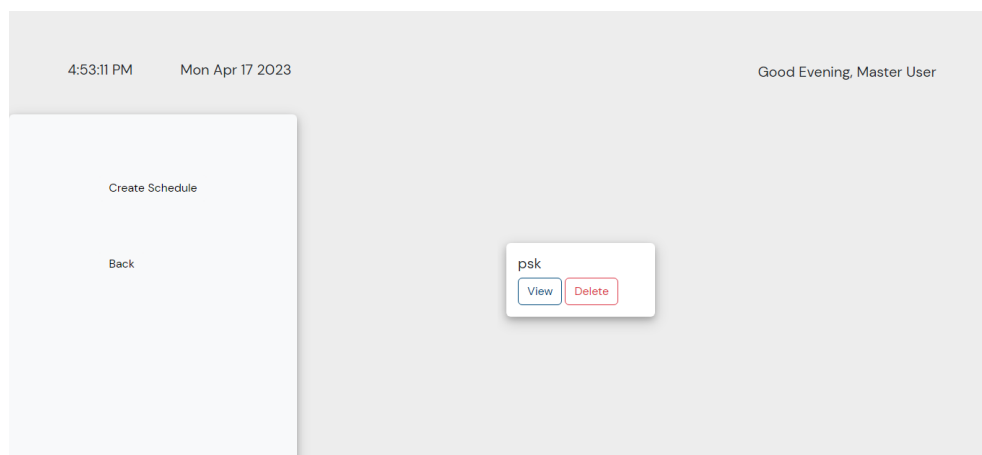 4:53:11 PM Mon Apr 17 2023
Good Evening, Master User
Create Schedule
Back
psk
View Delete